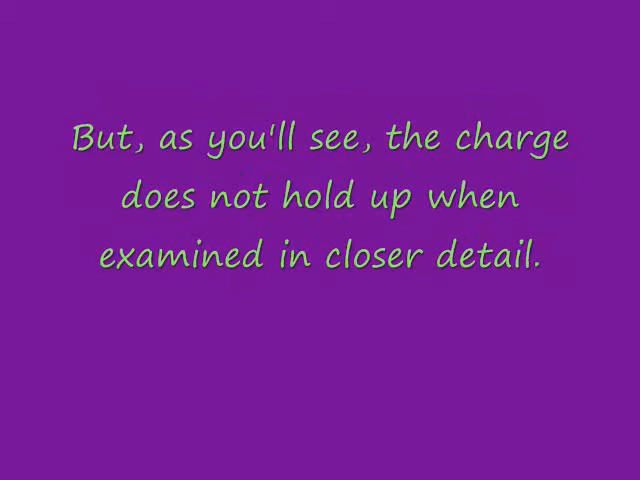 But, as you'll see, the charge
does not hold up when
examined in closer detail.